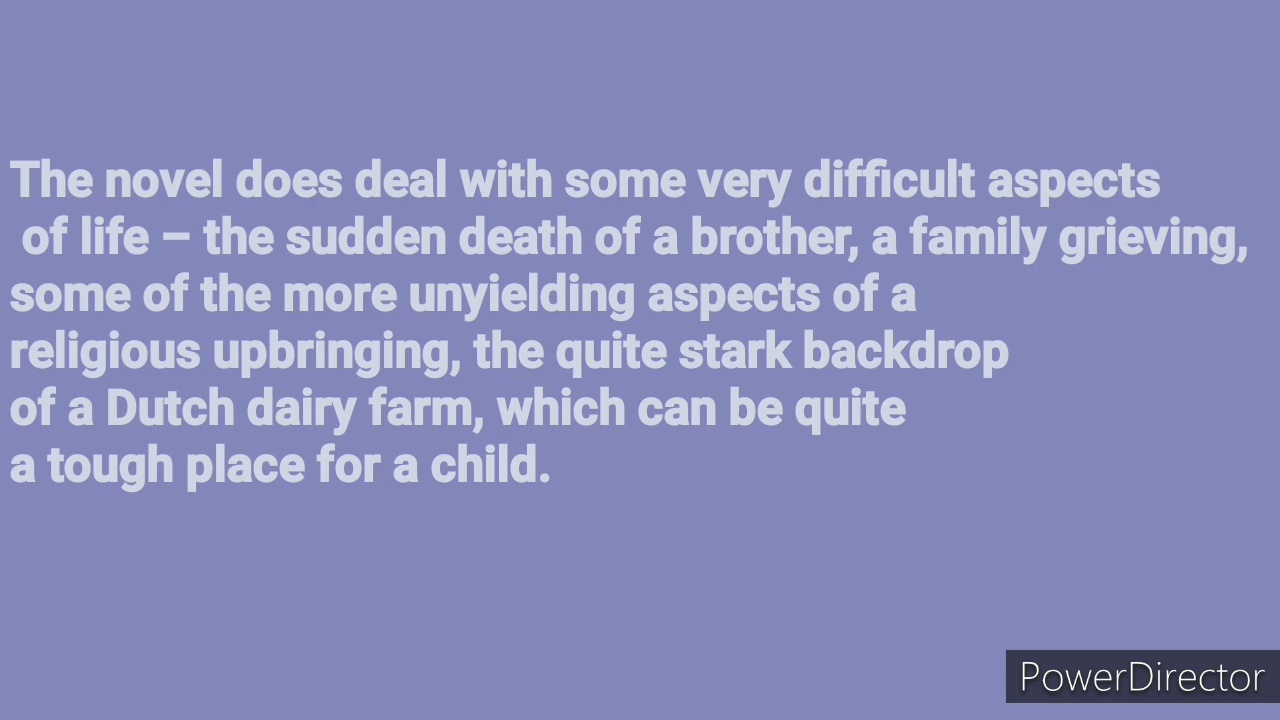 The novel does deal with some very difficult aspects
of life – the sudden death of a brother, a family grieving,
some of the more unyielding aspects of a
religious upbringing, the quite stark backdrop
of a Dutch dairy farm, which can be quite
a tough place for a child.
PowerDirector